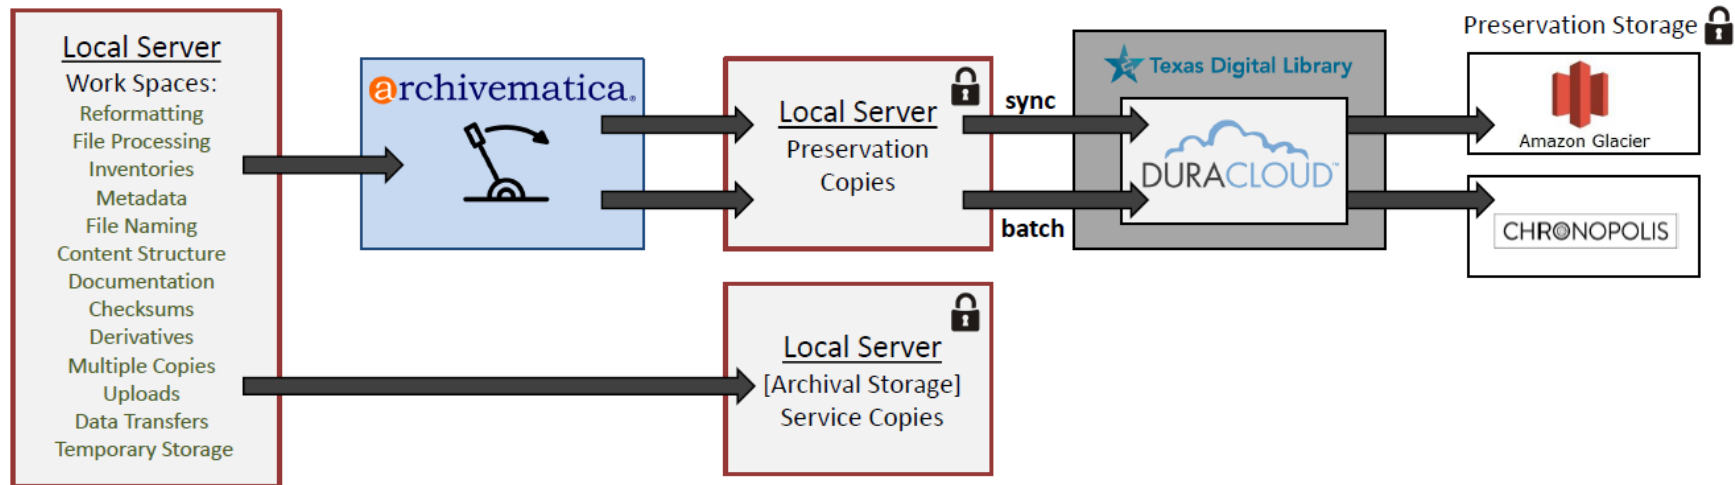 Local Server
Work Spaces:
Reformatting
File Processing
Inventories
Metadata
File Naming
Content Structure
Documentation
Checksums
Derivatives
Multiple Copies
Uploads
Data Transfers
Temporary Storage
archivematica®
Local Server
Preservation
Copies
Local Server
[Archival Storage]
Service Copies
sync
batch
Texas Digital Library
DURACLOUD™
Preservation Storage
Amazon Glacier
CHRONOPOLIS